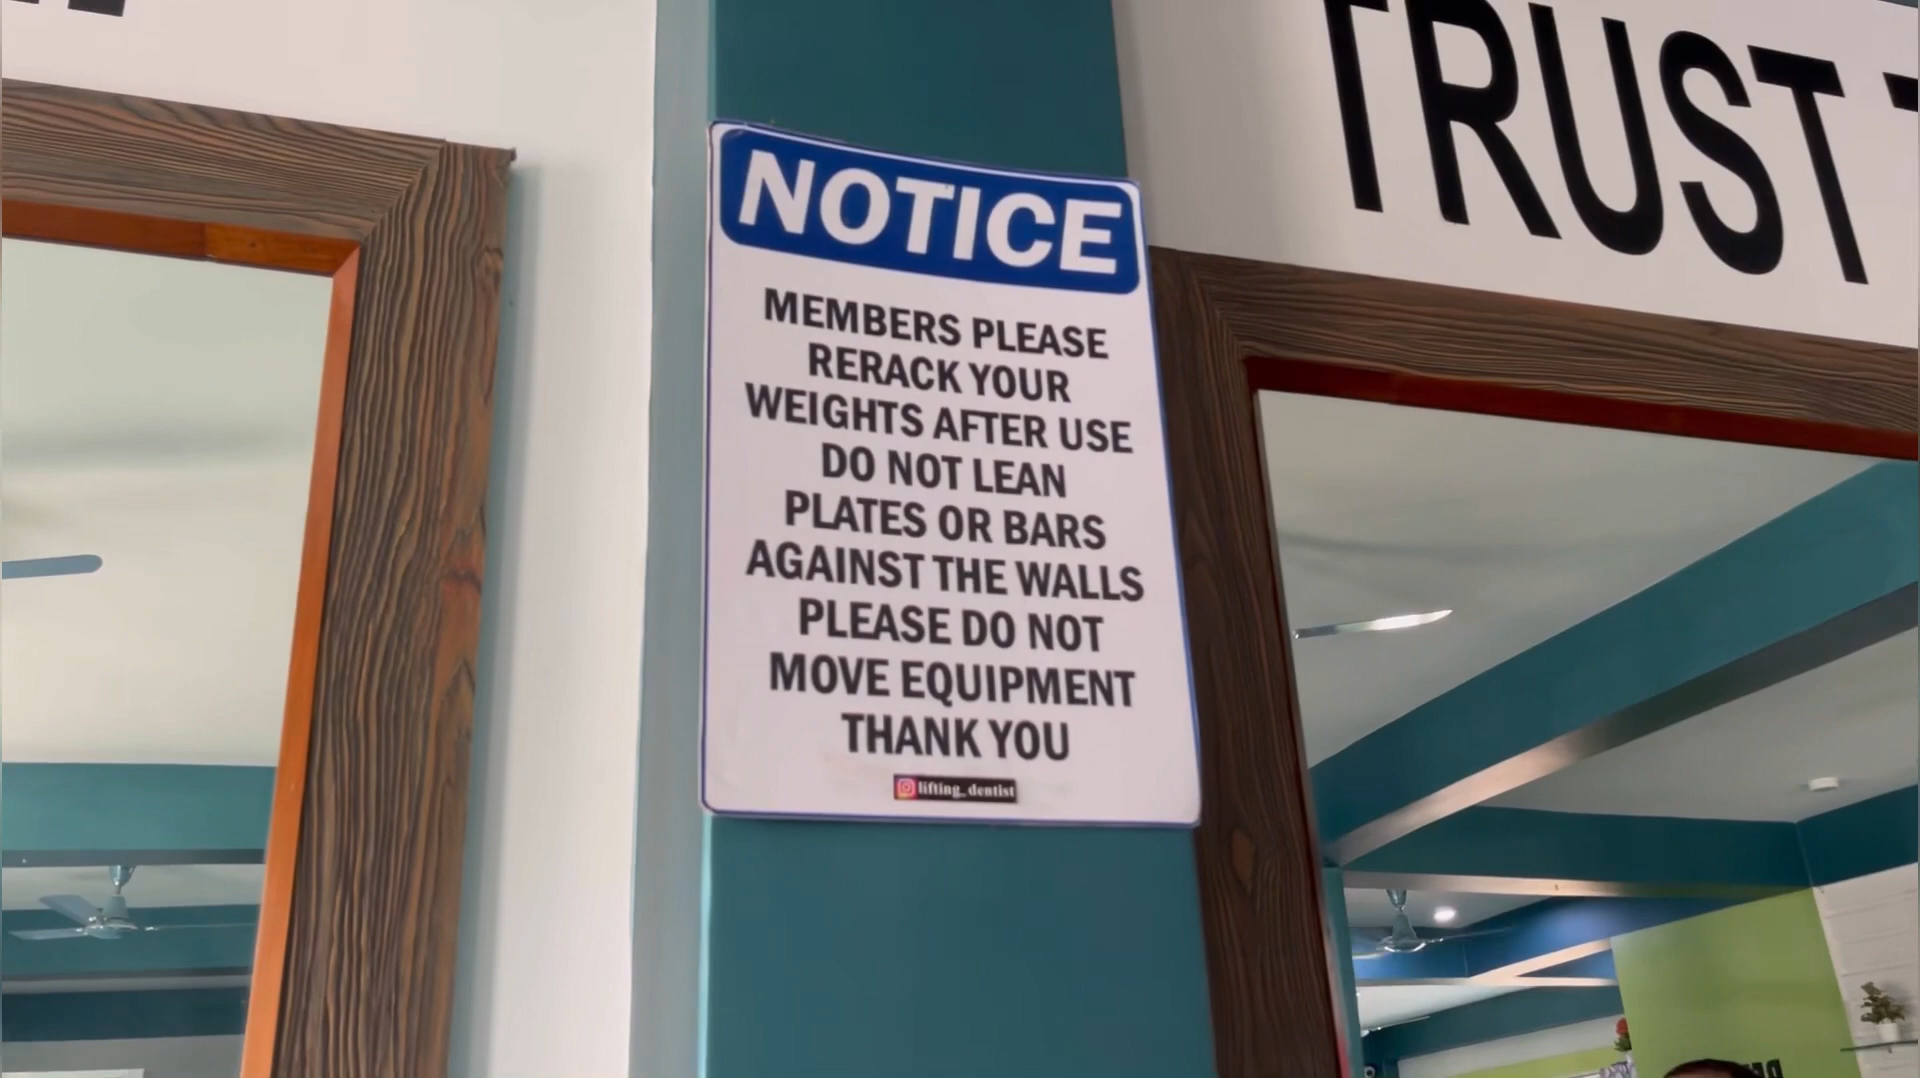 NOTICE
MEMBERS PLEASE
RERACK YOUR
WEIGHTS AFTER USE
DO NOT LEAN
PLATES OR BARS
AGAINST THE WALLS
PLEASE DO NOT
MOVE EQUIPMENT
THANK YOU
lifting_dentist
TRUST